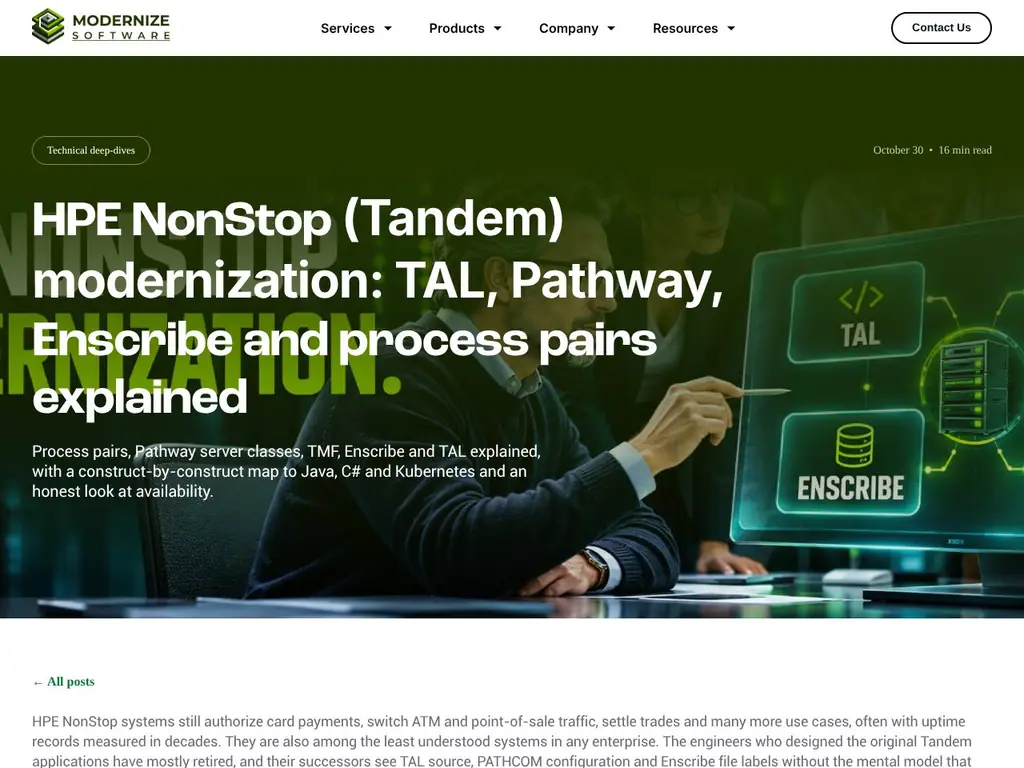 MODERNIZE
SOFTWARE
Services
Products
Company
Resources
Contact Us
Technical deep-dives
October 30 • 16 min read
NONSTOP
ERNIZATION.
HPE NonStop (Tandem)
modernization: TAL, Pathway,
Enscribe and process pairs
explained
Process pairs, Pathway server classes, TMF, Enscribe and TAL explained,
with a construct-by-construct map to Java, C# and Kubernetes and an
honest look at availability.
</>
TAL
ENSCRIBE
← All posts
HPE NonStop systems still authorize card payments, switch ATM and point-of-sale traffic, settle trades and many more use cases, often with uptime
records measured in decades. They are also among the least understood systems in any enterprise. The engineers who designed the original Tandem
applications have mostly retired, and their successors see TAL source, PATHCOM configuration and Enscribe file labels without the mental model that